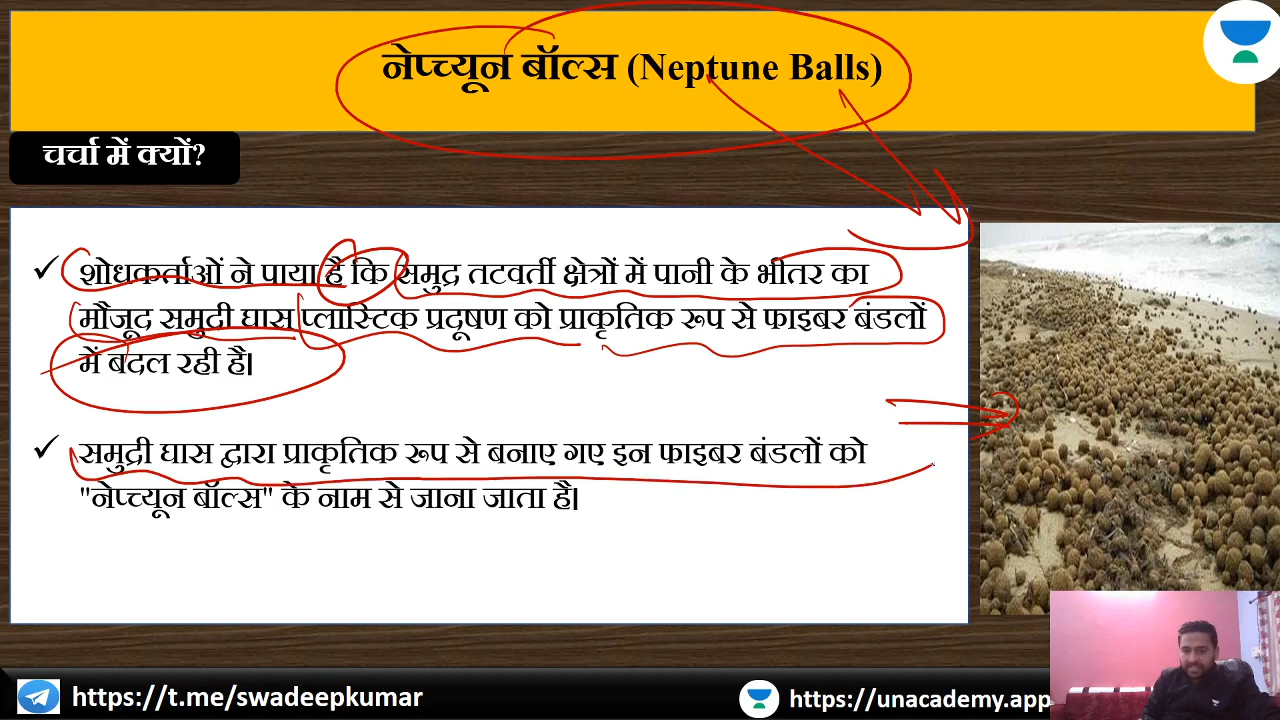 नेप्च्यून बॉल्स (Neptune Balls)
चर्चा में क्यों?
✓ शोधकर्ताओं ने पाया है कि समुद्र तटवर्ती क्षेत्रों में पानी के भीतर का
मौजूद समुद्री घास प्लास्टिक प्रदूषण को प्राकृतिक रूप से फाइबर बंडलों
में बदल रही है।
✓ समुद्री घास द्वारा प्राकृतिक रूप से बनाए गए इन फाइबर बंडलों को
"नेप्च्यून बॉल्स" के नाम से जाना जाता है।
https://t.me/swadeepkumar
https://unacademy.app